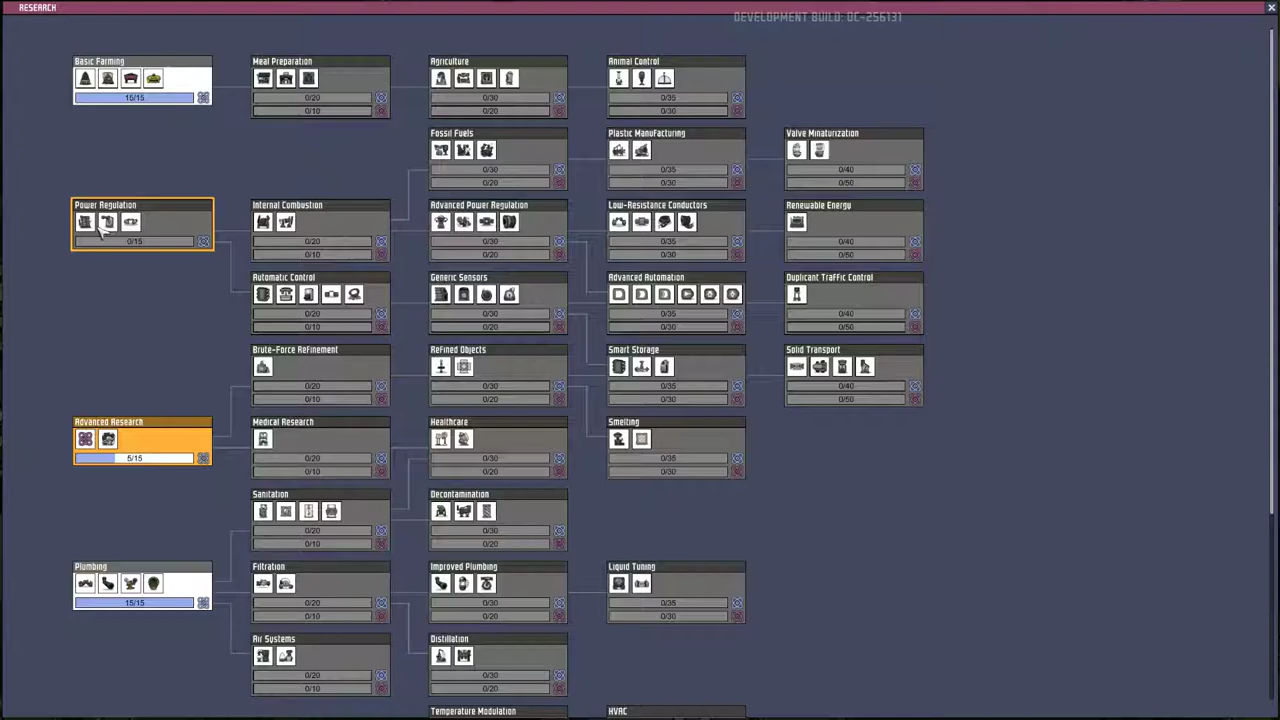 RESEARCH
DEVELOPMENT BUILD: OC-256131
Basic Farming
Meal Preparation
Agriculture
Animal Control
15/15
0/20
0/30
0/35
0/10
0/20
0/30
Fossil Fuels
Plastic Manufacturing
Valve Minaturization
0/30
0/35
0/40
0/20
0/30
0/50
Power Regulation
Internal Combustion
Advanced Power Regulation
Low-Resistance Conductors
Renewable Energy
0/15
0/20
0/30
0/35
0/40
0/10
0/20
0/30
0/50
Automatic Control
Generic Sensors
Advanced Automation
Duplicant Traffic Control
0/20
0/30
0/35
0/40
0/10
0/20
0/30
0/50
Brute-Force Refinement
Refined Objects
Smart Storage
Solid Transport
0/20
0/30
0/35
0/40
0/10
0/20
0/30
0/50
Advanced Research
Medical Research
Healthcare
Smelting
5/15
0/20
0/30
0/35
0/10
0/20
0/30
Sanitation
Decontamination
0/20
0/30
0/10
0/20
Plumbing
Filtration
Improved Plumbing
Liquid Tuning
15/15
0/20
0/30
0/35
0/10
0/20
0/30
Air Systems
Distillation
0/20
0/30
0/10
0/20
Temperature Modulation
HVAC